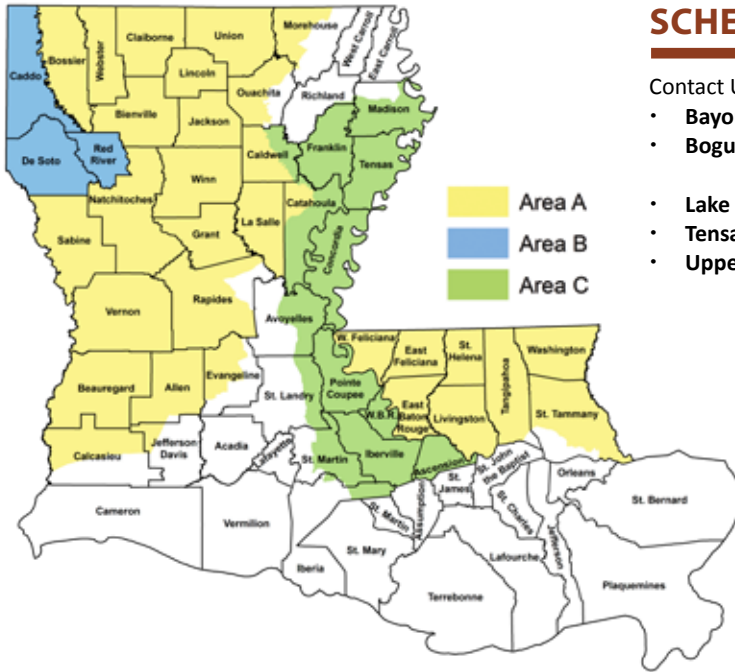 SCHE
Contact U
· Bayo
· Bogu
· Lake
· Tensa
· Uppe
Area A
Area B
Area C
Caddo
Bossier
Webster
Claiborne
Union
Morehouse
West Carroll
East Carroll
Lincoln
Ouachita
Richland
Madison
Bienville
Jackson
De Soto
Red
River
Caldwell
Franklin
Tensas
Winn
Natchitoches
Catahoula
Sabine
Grant
La Salle
Concordia
Vernon
Rapides
Avoyelles
W. Feliciana
East
Feliciana
St.
Helena
Tangipahoa
Washington
Beauregard
Allen
Evangeline
St. Landry
Pointe
Coupee
W.B.R.
East
Baton
Rouge
Livingston
St. Tammany
Calcasieu
Jefferson
Davis
Acadia
Lafayette
St. Martin
Iberville
Ascension
St. John
the Baptist
Orleans
St.
James
Cameron
Vermilion
Iberia
St. Martin
Assumption
St. Charles
Jefferson
St. Bernard
St. Mary
Lafourche
Terrebonne
Plaquemines